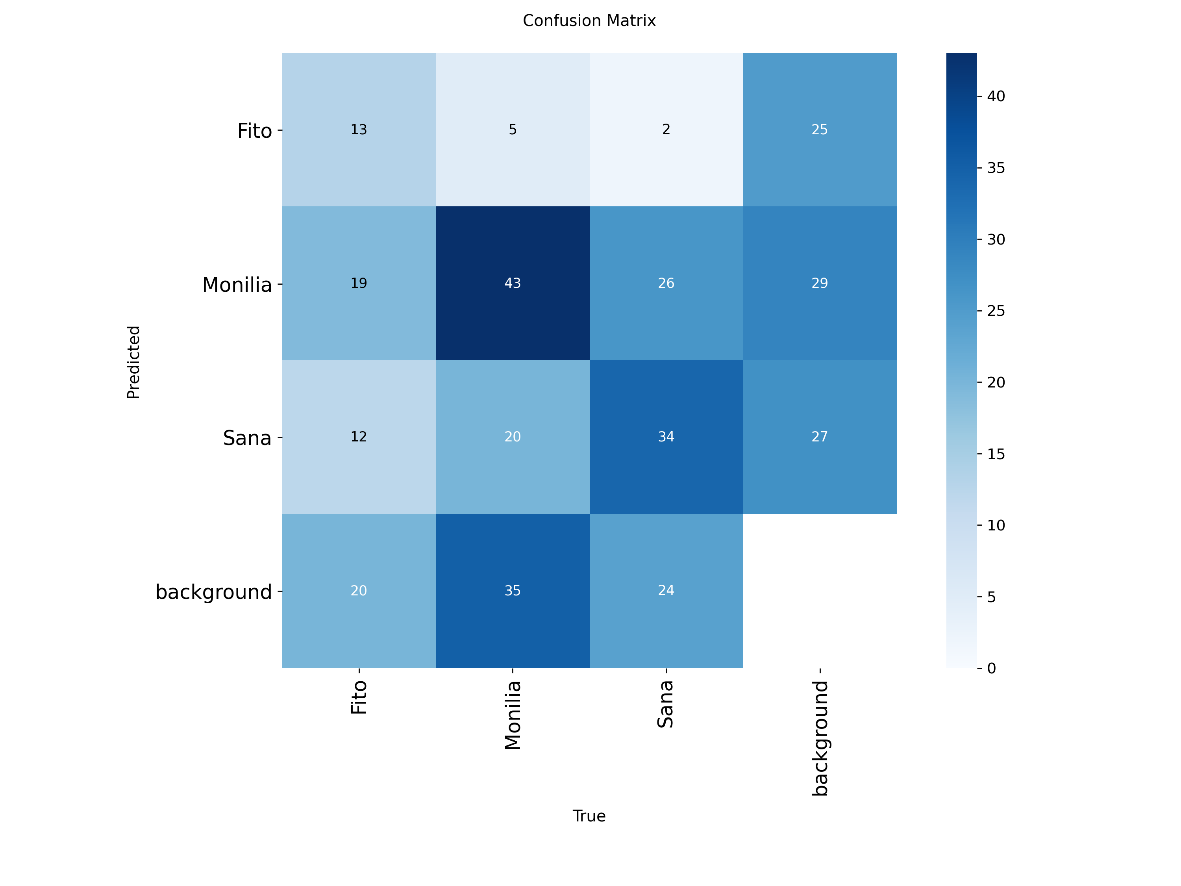 Confusion Matrix
Fito 13 5 2 25
Monilia 19 43 26 29
Sana 12 20 34 27
background 20 35 24
Fito Monilia Sana background
True
Predicted
40
35
30
25
20
15
10
5
0